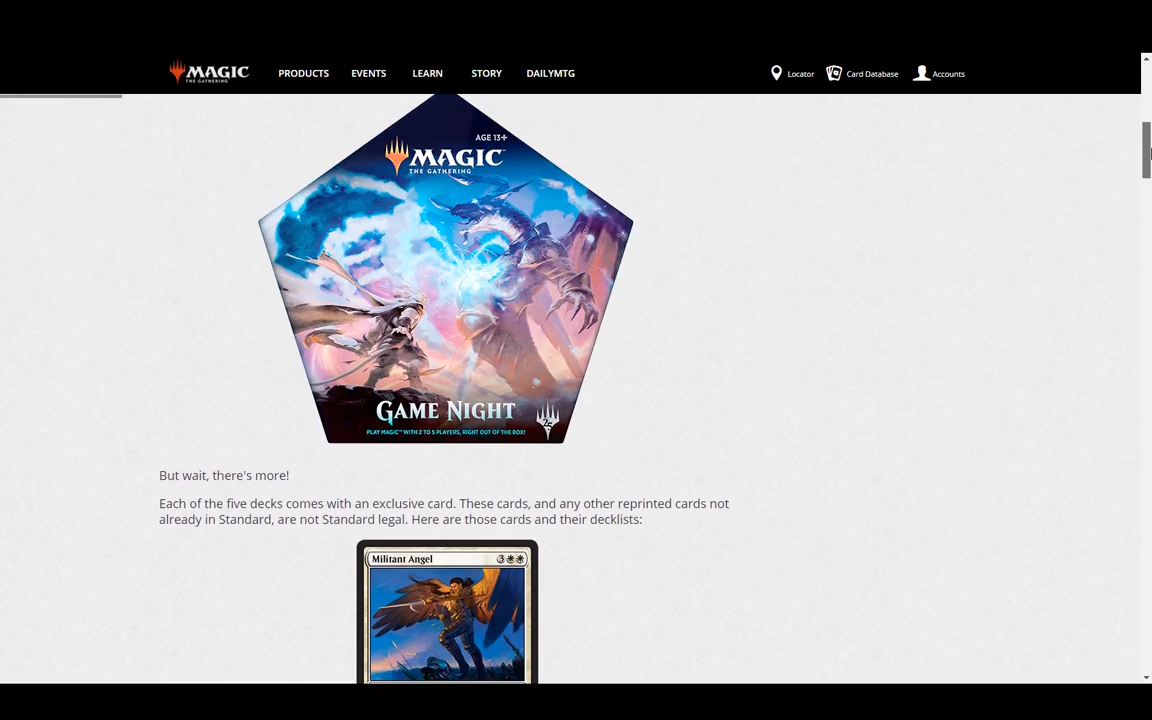 MAGIC
THE GATHERING
PRODUCTS
EVENTS
LEARN
STORY
DAILYMTG
Locator
Card Database
Accounts
AGE 13+
MAGIC
THE GATHERING
GAME NIGHT
PLAY MAGIC™ WITH 2 TO 5 PLAYERS, RIGHT OUT OF THE BOX!
But wait, there's more!
Each of the five decks comes with an exclusive card. These cards, and any other reprinted cards not
already in Standard, are not Standard legal. Here are those cards and their decklists:
Militant Angel 3